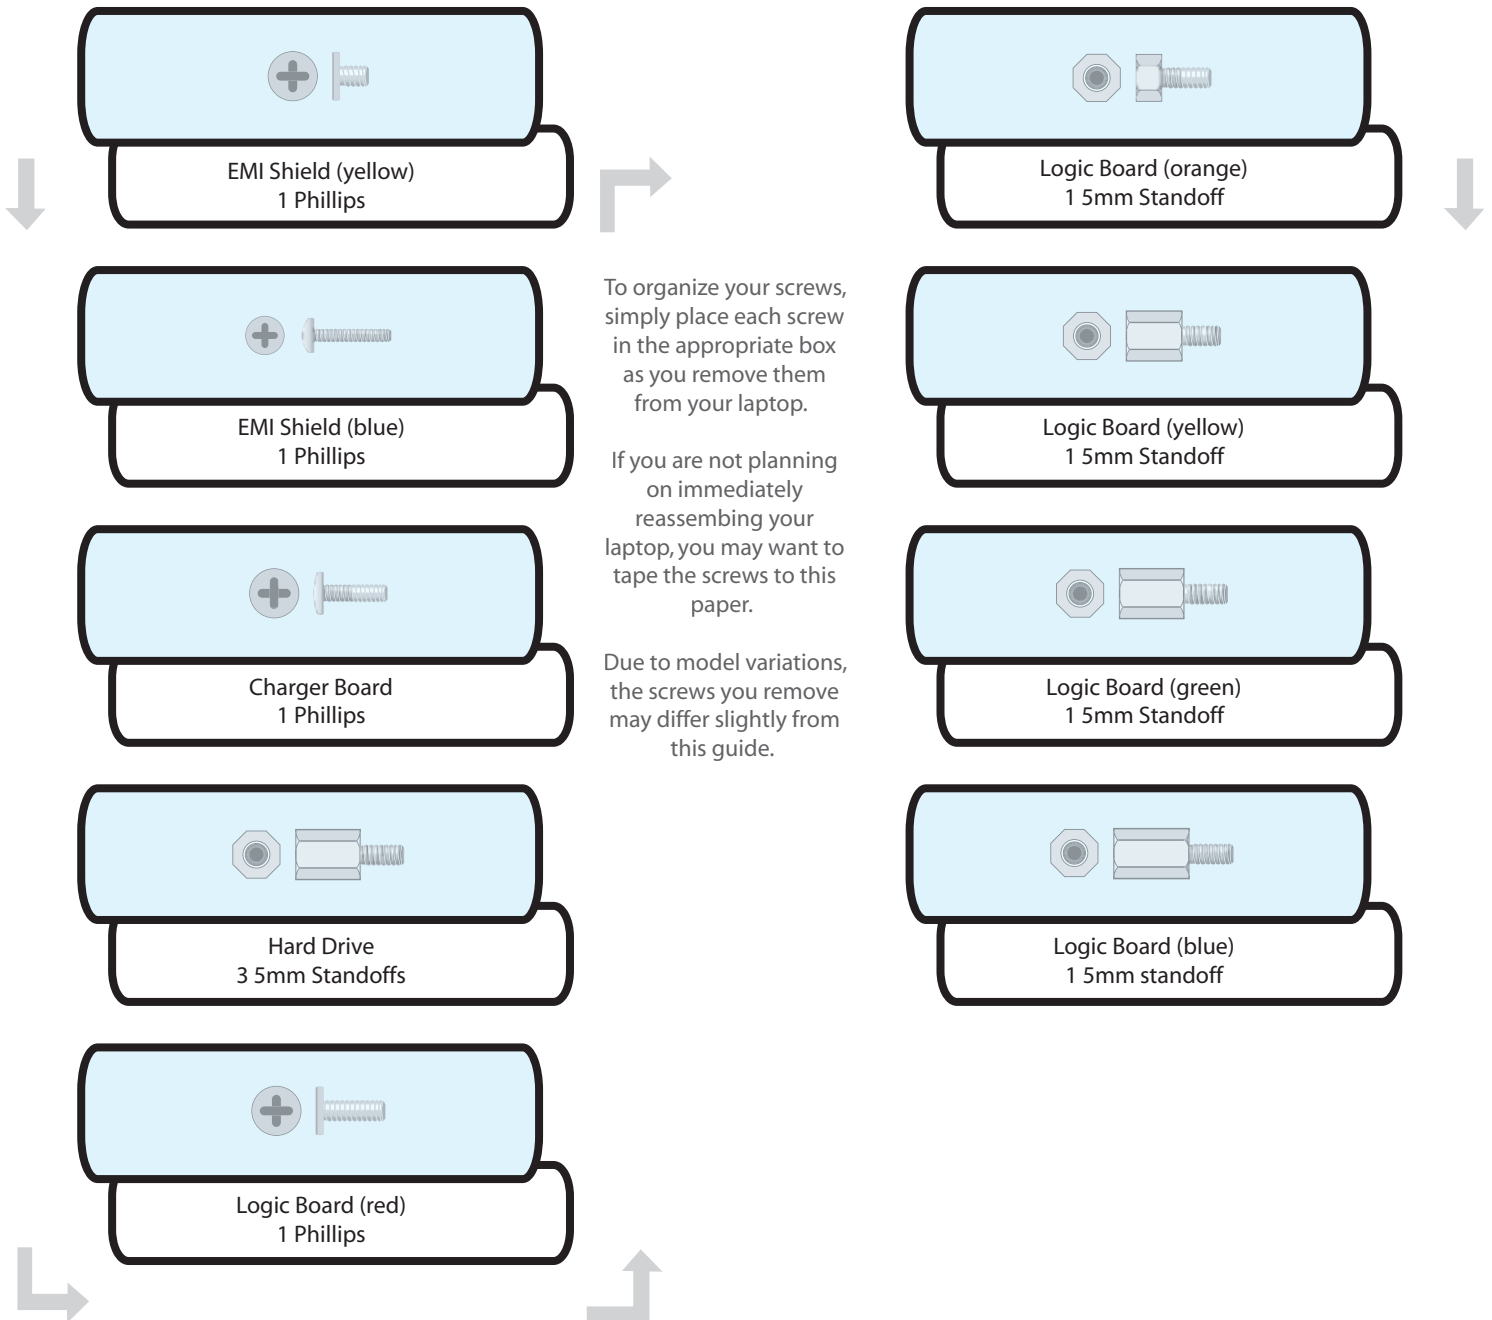 EMI Shield (yellow)
1 Phillips
EMI Shield (blue)
1 Phillips
Charger Board
1 Phillips
Hard Drive
3 5mm Standoffs
Logic Board (red)
1 Phillips
To organize your screws,
simply place each screw
in the appropriate box
as you remove them
from your laptop.
If you are not planning
on immediately
reassembing your
laptop, you may want to
tape the screws to this
paper.
Due to model variations,
the screws you remove
may differ slightly from
this guide.
Logic Board (orange)
1 5mm Standoff
Logic Board (yellow)
1 5mm Standoff
Logic Board (green)
1 5mm Standoff
Logic Board (blue)
1 5mm standoff